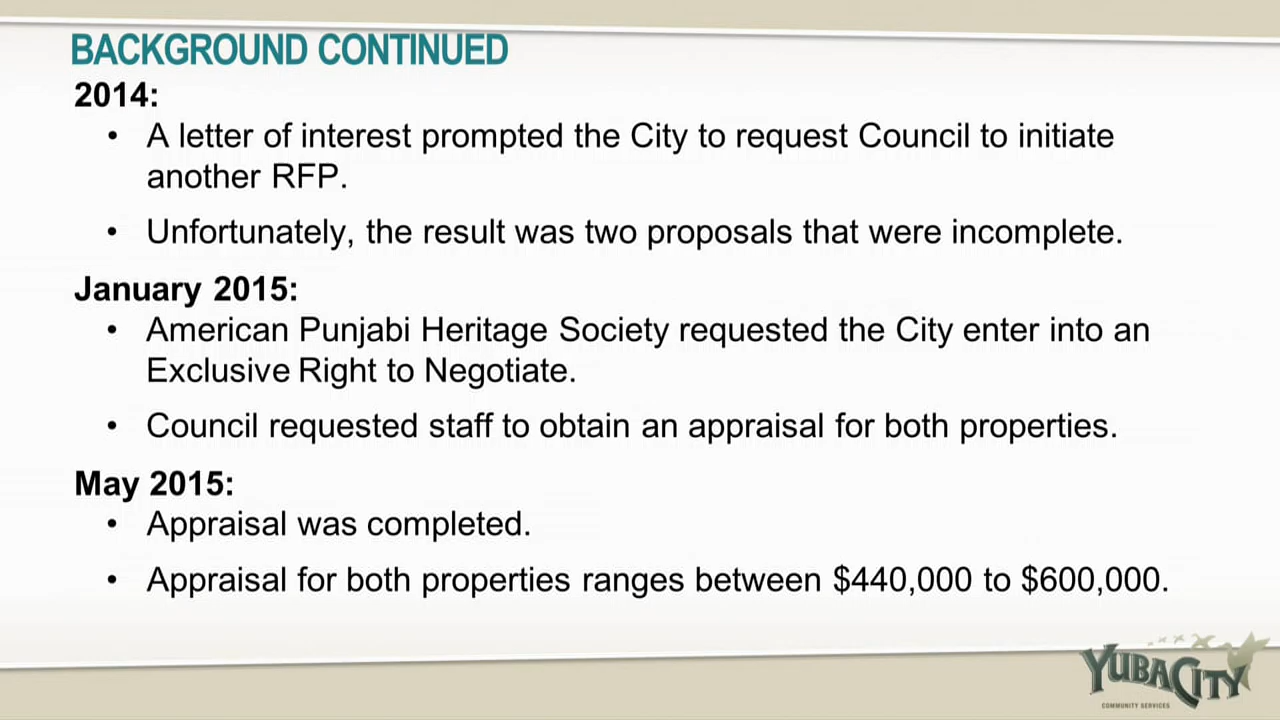 BACKGROUND CONTINUED
2014:
• A letter of interest prompted the City to request Council to initiate
another RFP.
• Unfortunately, the result was two proposals that were incomplete.
January 2015:
• American Punjabi Heritage Society requested the City enter into an
Exclusive Right to Negotiate.
• Council requested staff to obtain an appraisal for both properties.
May 2015:
• Appraisal was completed.
• Appraisal for both properties ranges between $440,000 to $600,000.
YUBA CITY
COMMUNITY SERVICES